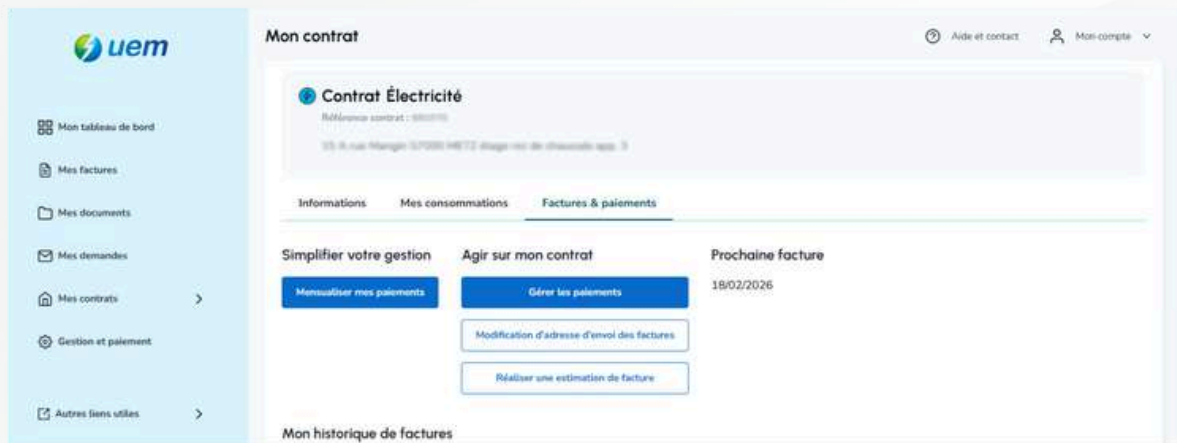 uem
Mon tableau de bord
Mes factures
Mes documents
Mes demandes
Mes contrats
Gestion et paiement
Autres liens utiles
Mon contrat
Aide et contact
Mon compte
Contrat Électricité
Référence contrat :
Informations
Mes consommations
Factures & paiements
Simplifier votre gestion
Mensualiser mes paiements
Agir sur mon contrat
Gérer les paiements
Modification d'adresse d'envoi des factures
Réaliser une estimation de facture
Prochaine facture
18/02/2026
Mon historique de factures